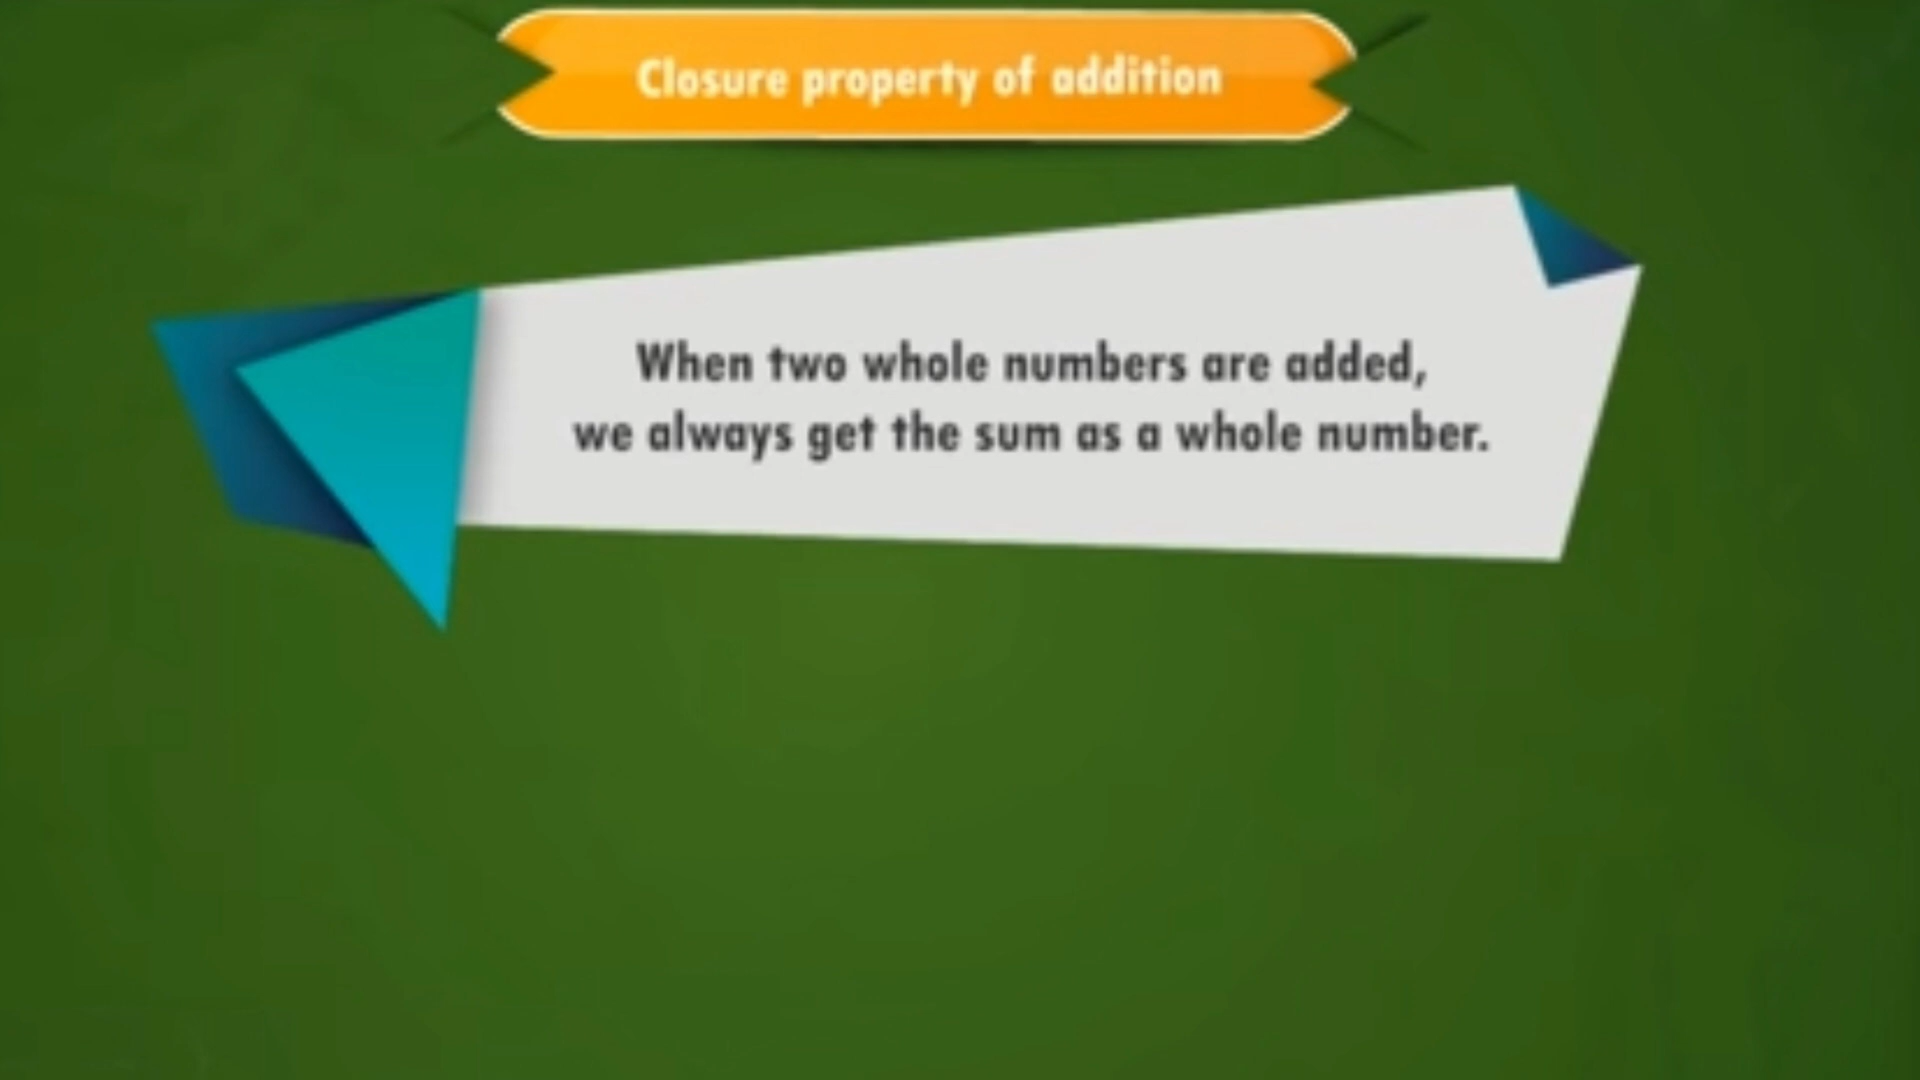 Closure property of addition
When two whole numbers are added,
we always get the sum as a whole number.